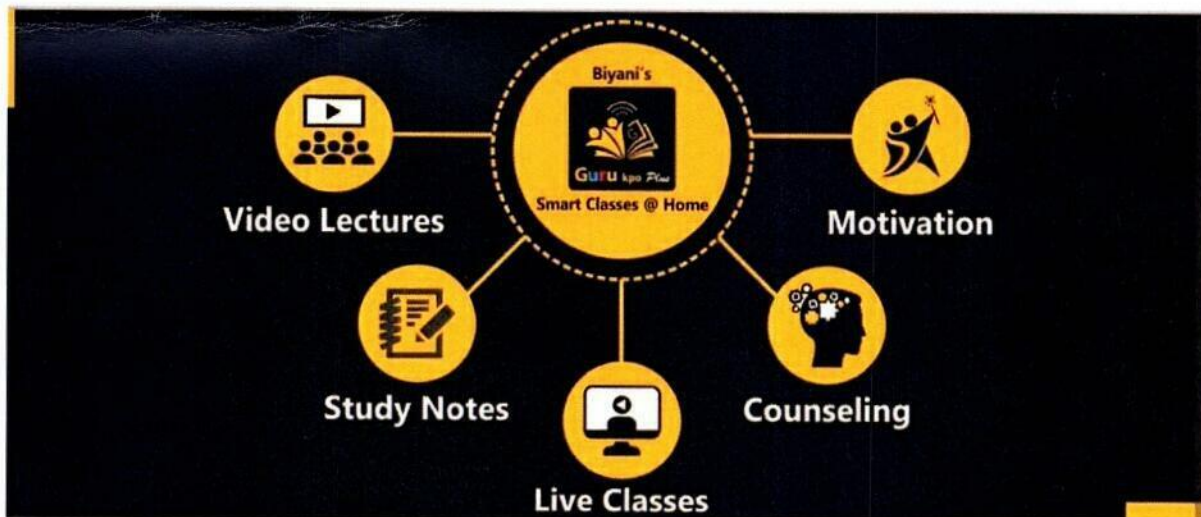 Biyani's
Guru kpo Plus
Smart Classes @ Home
Video Lectures
Motivation
Study Notes
Counseling
Live Classes